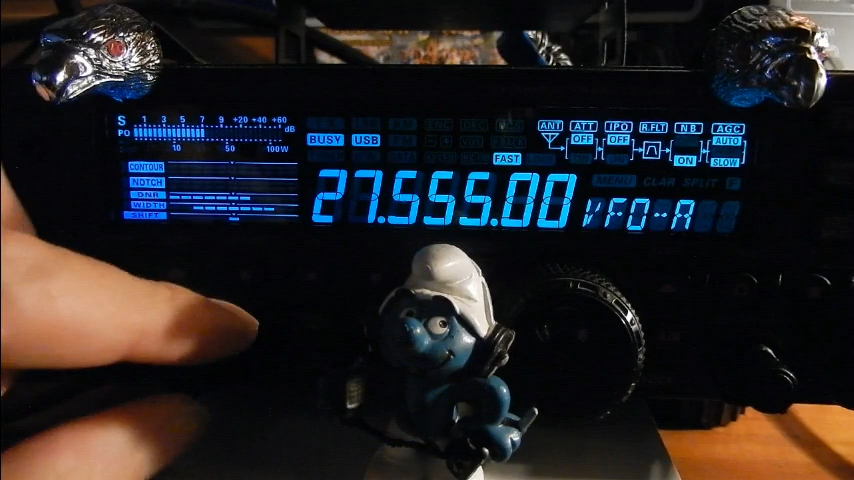 S 1 3 5 7 9 +20 +40 +60 dB
PO 10 50 100W
BUSY USB
FAST
ANT ATT IPO R.FLT NB AGC
OFF OFF AUTO
ON SLOW
CONTOUR
NOTCH
DNR
WIDTH
SHIFT
MENU CLAR SPLIT
27.555.00 VFO-A